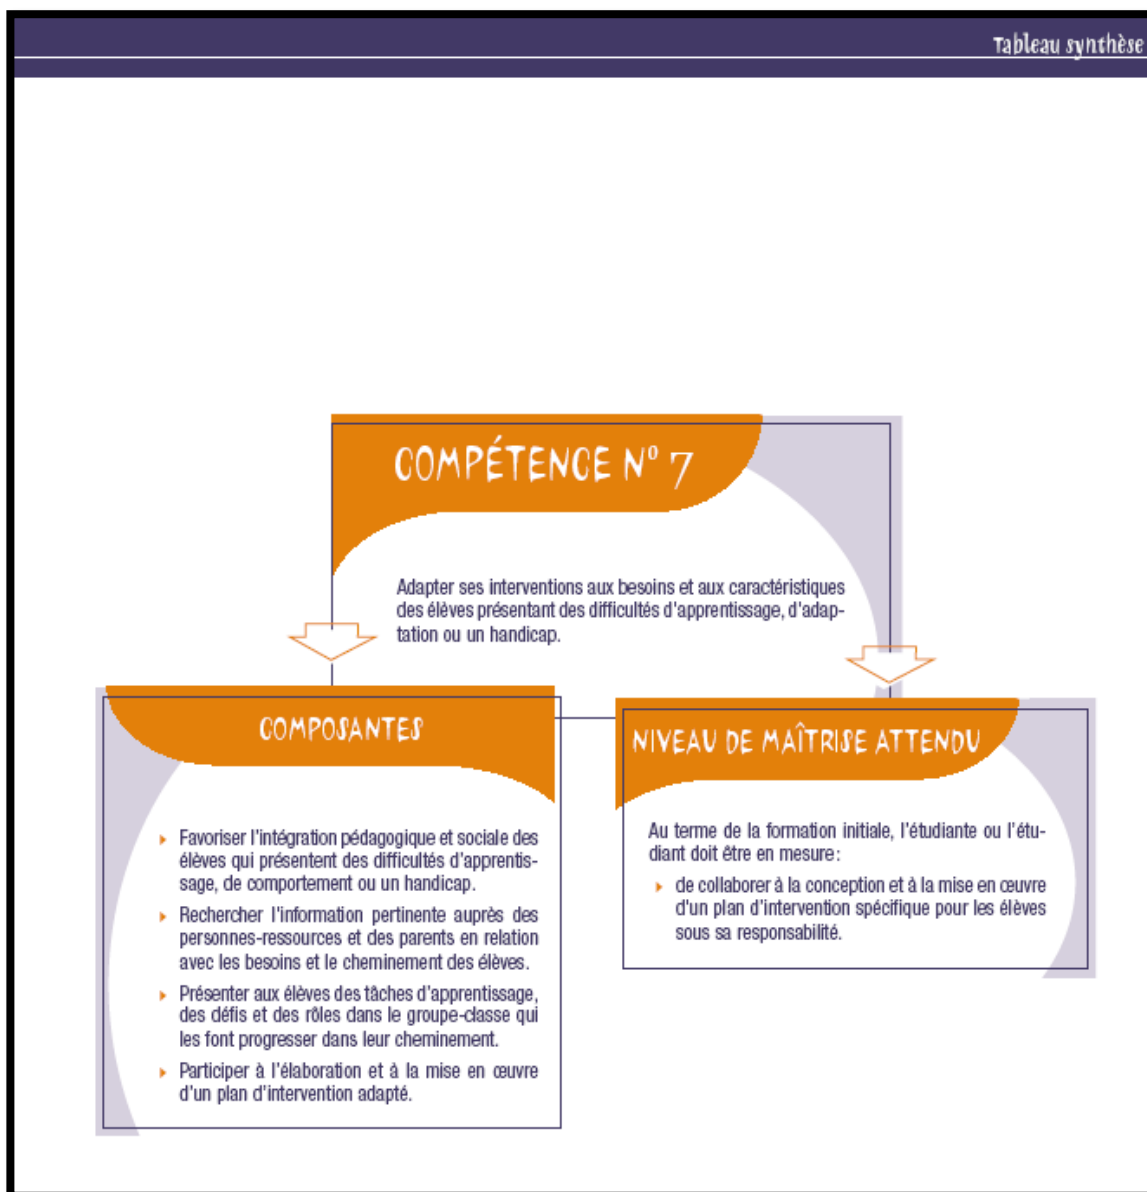 Tableau synthèse
COMPÉTENCE Nº 7
Adapter ses interventions aux besoins et aux caractéristiques
des élèves présentant des difficultés d'apprentissage, d'adap-
tation ou un handicap.
COMPOSANTES
Favoriser l'intégration pédagogique et sociale des
élèves qui présentent des difficultés d'apprentis-
sage, de comportement ou un handicap.
Rechercher l'information pertinente auprès des
personnes-ressources et des parents en relation
avec les besoins et le cheminement des élèves.
Présenter aux élèves des tâches d'apprentissage,
des défis et des rôles dans le groupe-classe qui
les font progresser dans leur cheminement.
Participer à l'élaboration et à la mise en œuvre
d'un plan d'intervention adapté.
NIVEAU DE MAÎTRISE ATTENDU
Au terme de la formation initiale, l'étudiante ou l'étu-
diant doit être en mesure:
de collaborer à la conception et à la mise en œuvre
d'un plan d'intervention spécifique pour les élèves
sous sa responsabilité.